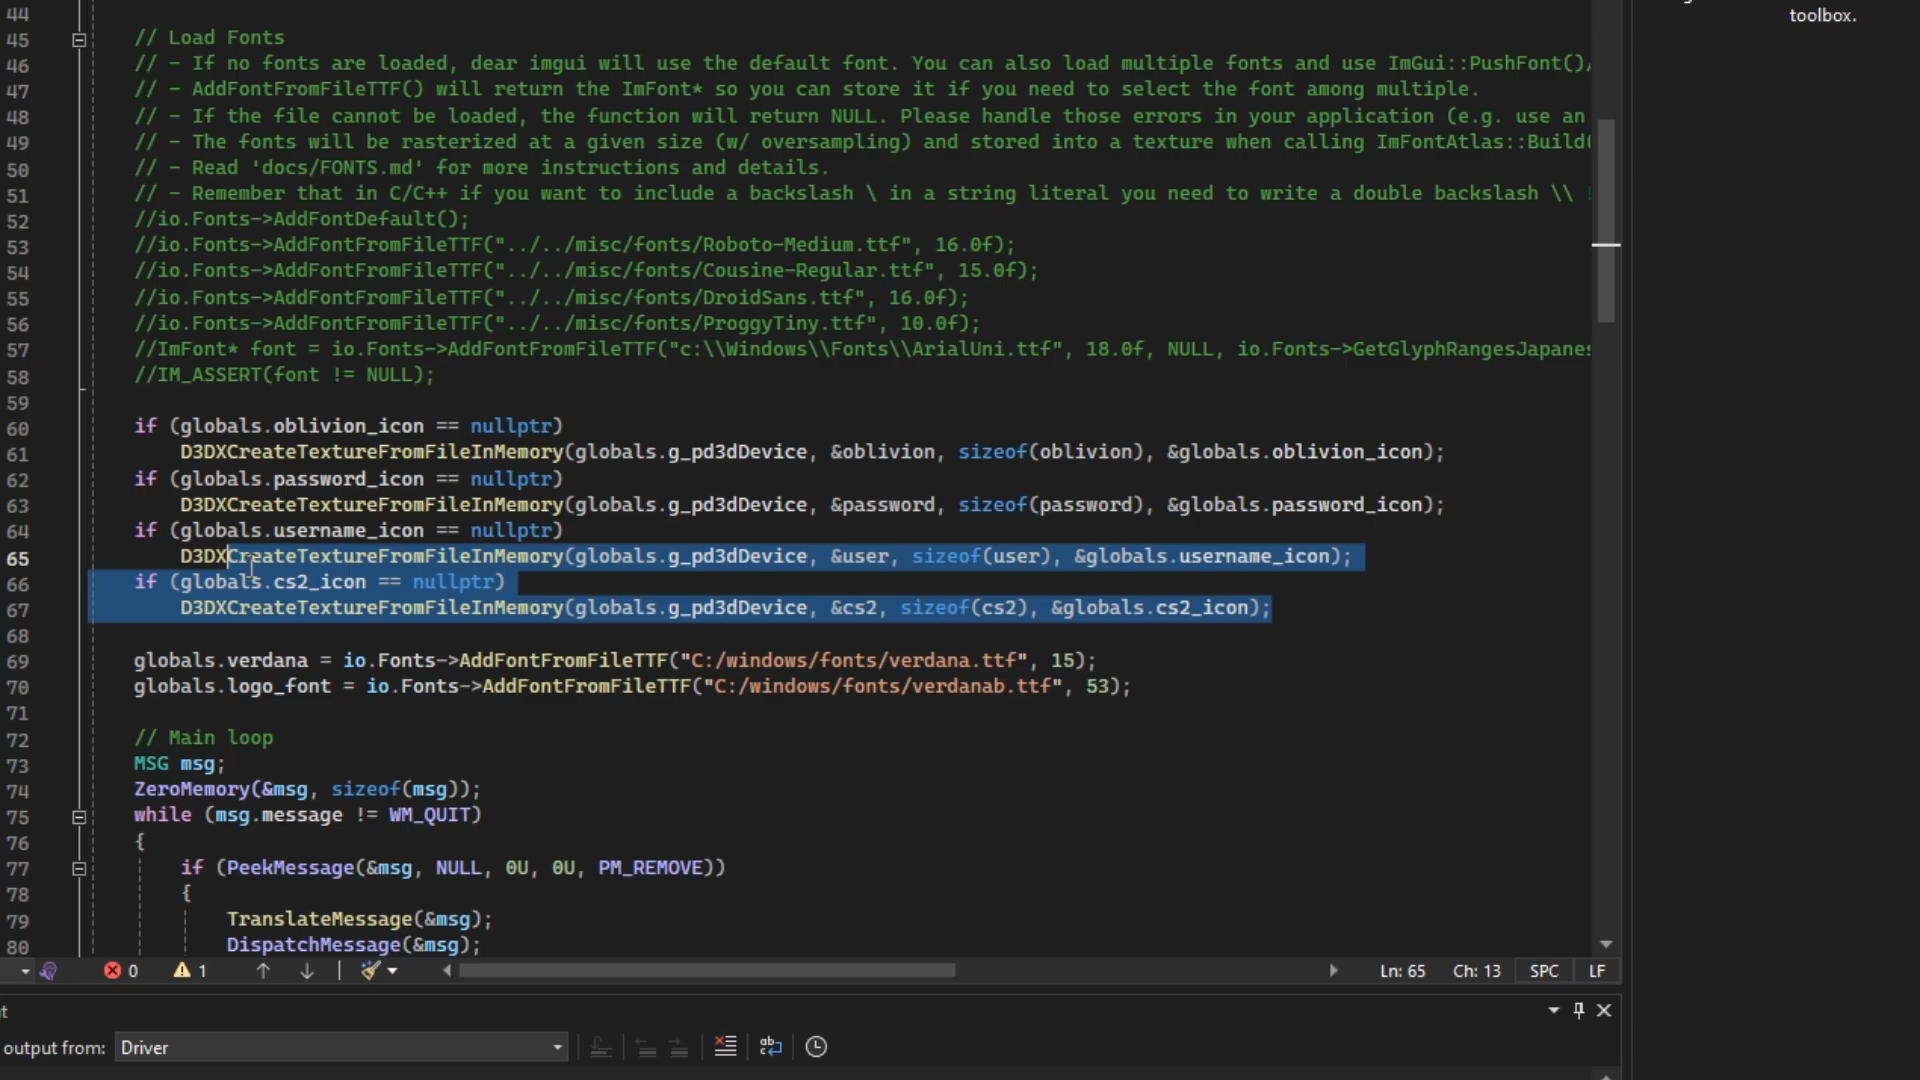 toolbox.
44
45 // Load Fonts
46 // - If no fonts are loaded, dear imgui will use the default font. You can also load multiple fonts and use ImGui::PushFont()/
47 // - AddFontFromFileTTF() will return the ImFont* so you can store it if you need to select the font among multiple.
48 // - If the file cannot be loaded, the function will return NULL. Please handle those errors in your application (e.g. use an
49 // - The fonts will be rasterized at a given size (w/ oversampling) and stored into a texture when calling ImFontAtlas::Build(
50 // - Read 'docs/FONTS.md' for more instructions and details.
51 // - Remember that in C/C++ if you want to include a backslash \ in a string literal you need to write a double backslash \\ !
52 //io.Fonts->AddFontDefault();
53 //io.Fonts->AddFontFromFileTTF("../../misc/fonts/Roboto-Medium.ttf", 16.0f);
54 //io.Fonts->AddFontFromFileTTF("../../misc/fonts/Cousine-Regular.ttf", 15.0f);
55 //io.Fonts->AddFontFromFileTTF("../../misc/fonts/DroidSans.ttf", 16.0f);
56 //io.Fonts->AddFontFromFileTTF("../../misc/fonts/ProggyTiny.ttf", 10.0f);
57 //ImFont* font = io.Fonts->AddFontFromFileTTF("c:\\Windows\\Fonts\\ArialUni.ttf", 18.0f, NULL, io.Fonts->GetGlyphRangesJapanes
58 //IM_ASSERT(font != NULL);
59
60 if (globals.oblivion_icon == nullptr)
61 D3DXCreateTextureFromFileInMemory(globals.g_pd3dDevice, &oblivion, sizeof(oblivion), &globals.oblivion_icon);
62 if (globals.password_icon == nullptr)
63 D3DXCreateTextureFromFileInMemory(globals.g_pd3dDevice, &password, sizeof(password), &globals.password_icon);
64 if (globals.username_icon == nullptr)
65 D3DXCreateTextureFromFileInMemory(globals.g_pd3dDevice, &user, sizeof(user), &globals.username_icon);
66 if (globals.cs2_icon == nullptr)
67 D3DXCreateTextureFromFileInMemory(globals.g_pd3dDevice, &cs2, sizeof(cs2), &globals.cs2_icon);
68
69 globals.verdana = io.Fonts->AddFontFromFileTTF("C:/windows/fonts/verdana.ttf", 15);
70 globals.logo_font = io.Fonts->AddFontFromFileTTF("C:/windows/fonts/verdanab.ttf", 53);
71
72 // Main loop
73 MSG msg;
74 ZeroMemory(&msg, sizeof(msg));
75 while (msg.message != WM_QUIT)
76 {
77 if (PeekMessage(&msg, NULL, 0U, 0U, PM_REMOVE))
78 {
79 TranslateMessage(&msg);
80 DispatchMessage(&msg);
0 1 Ln: 65 Ch: 13 SPC LF
t
output from: Driver